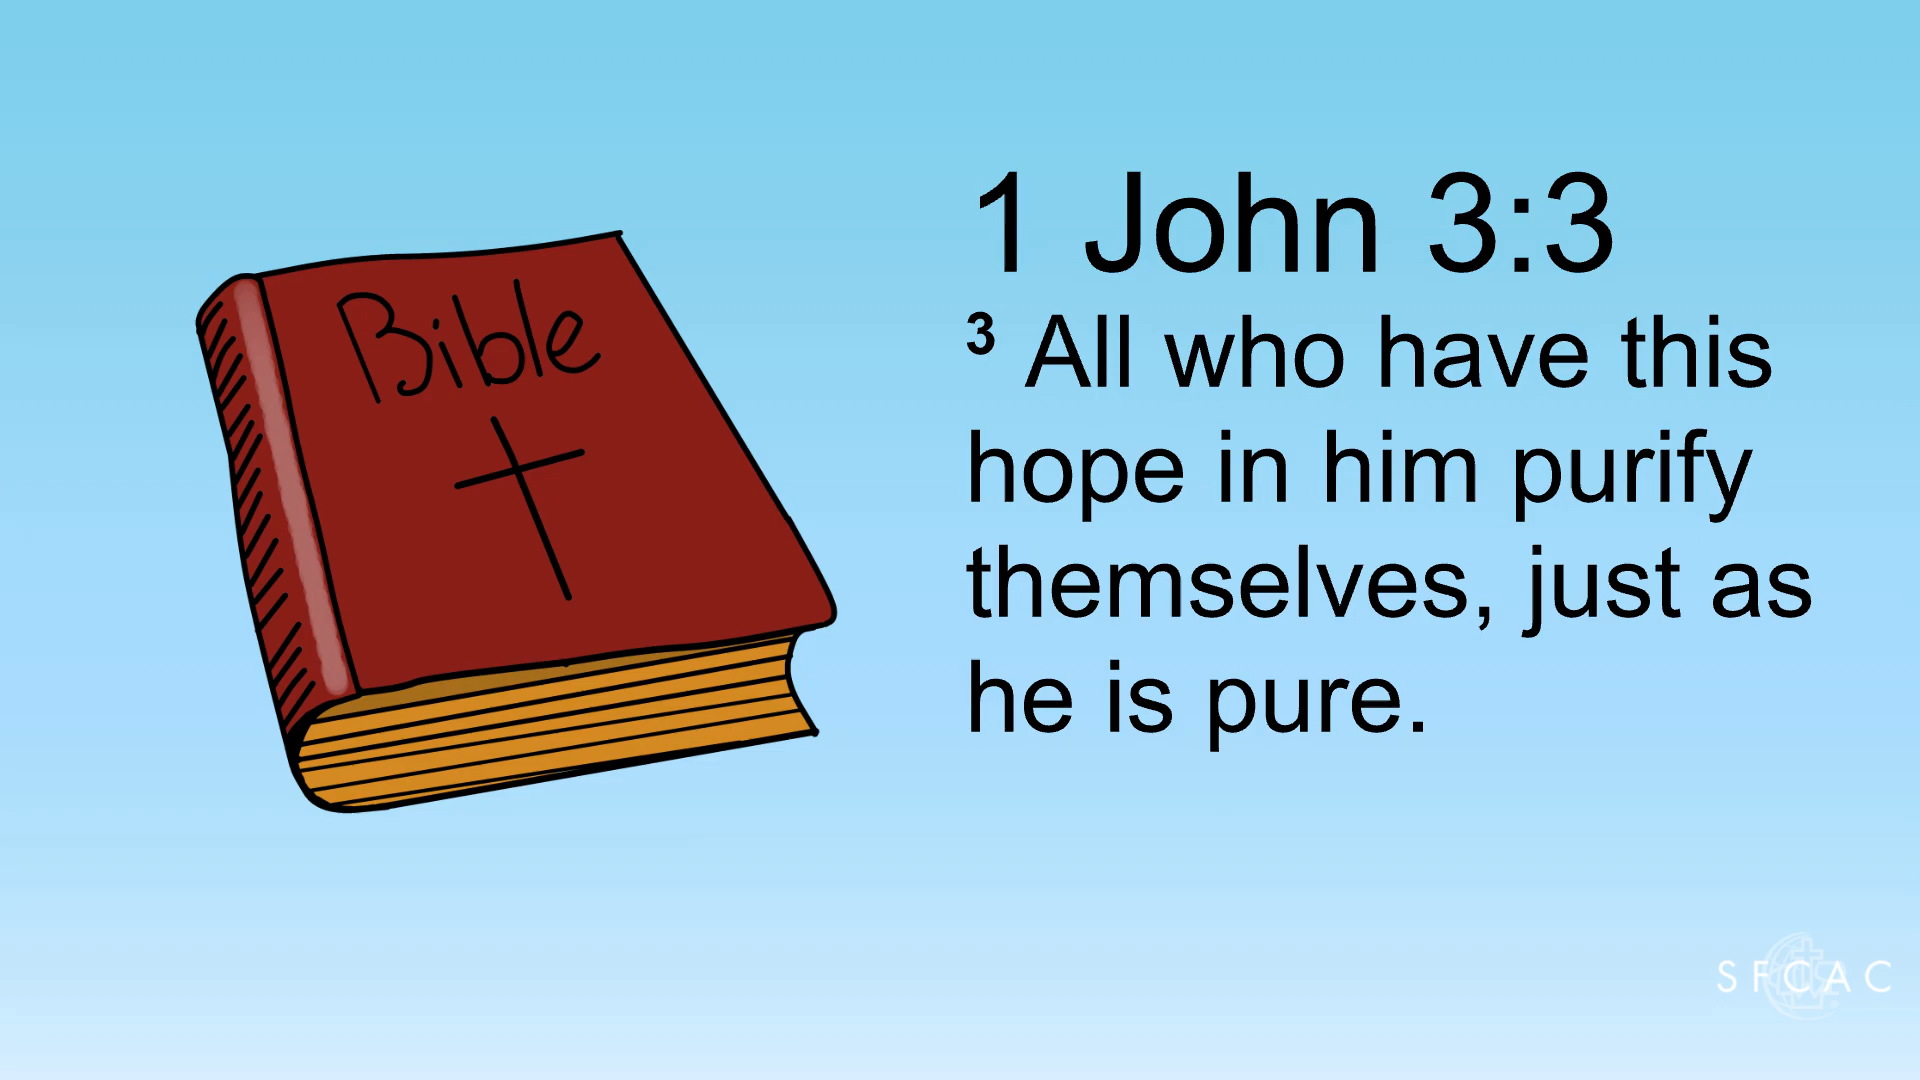 Bible
1 John 3:3
3 All who have this
hope in him purify
themselves, just as
he is pure.
SFCAC